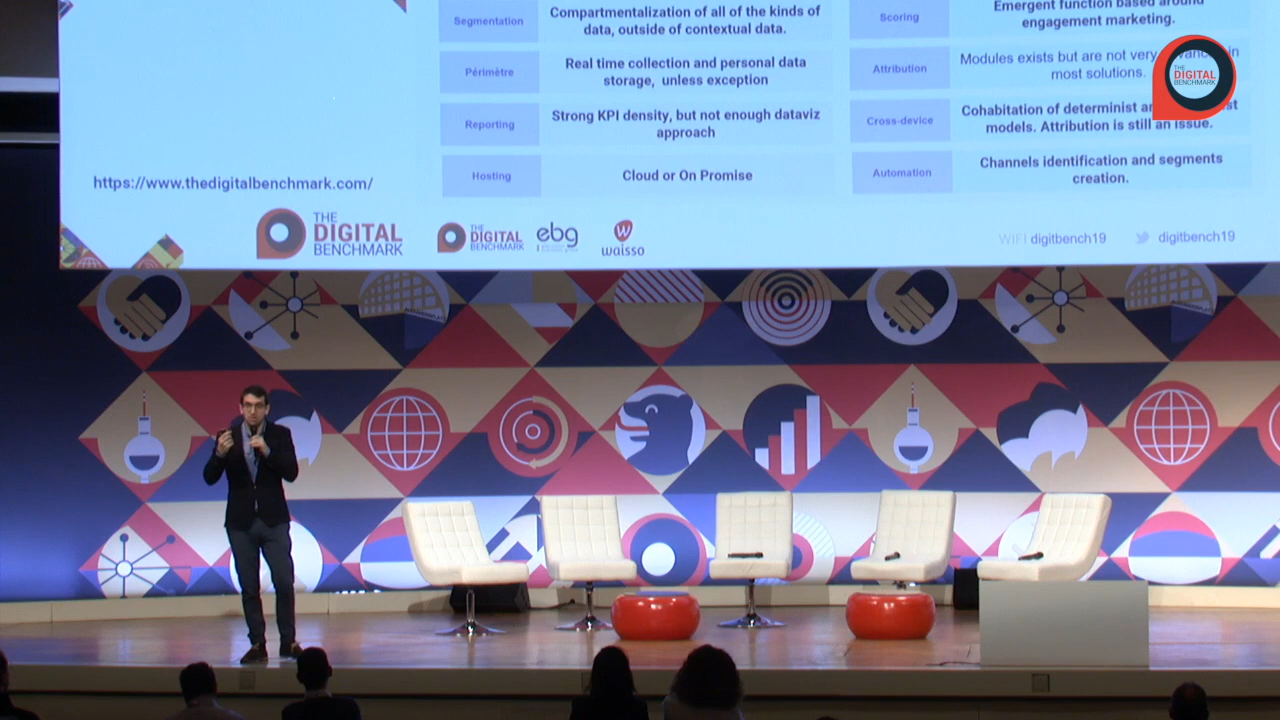 Segmentation
Compartmentalization of all of the kinds of
data, outside of contextual data.
Périmètre
Real time collection and personal data
storage, unless exception
Reporting
Strong KPI density, but not enough dataviz
approach
Hosting
Cloud or On Promise
Scoring
Emergent function based around
engagement marketing.
Attribution
Modules exists but are not very in
most solutions.
Cross-device
Cohabitation of determinist
models. Attribution is still an issue.
Automation
Channels identification and segments
creation.
THE
DIGITAL
BENCHMARK
https://www.thedigitalbenchmark.com/
THE
DIGITAL
BENCHMARK
THE
DIGITAL
BENCHMARK
ebg
waisso
WIFI digitbench19
digitbench19